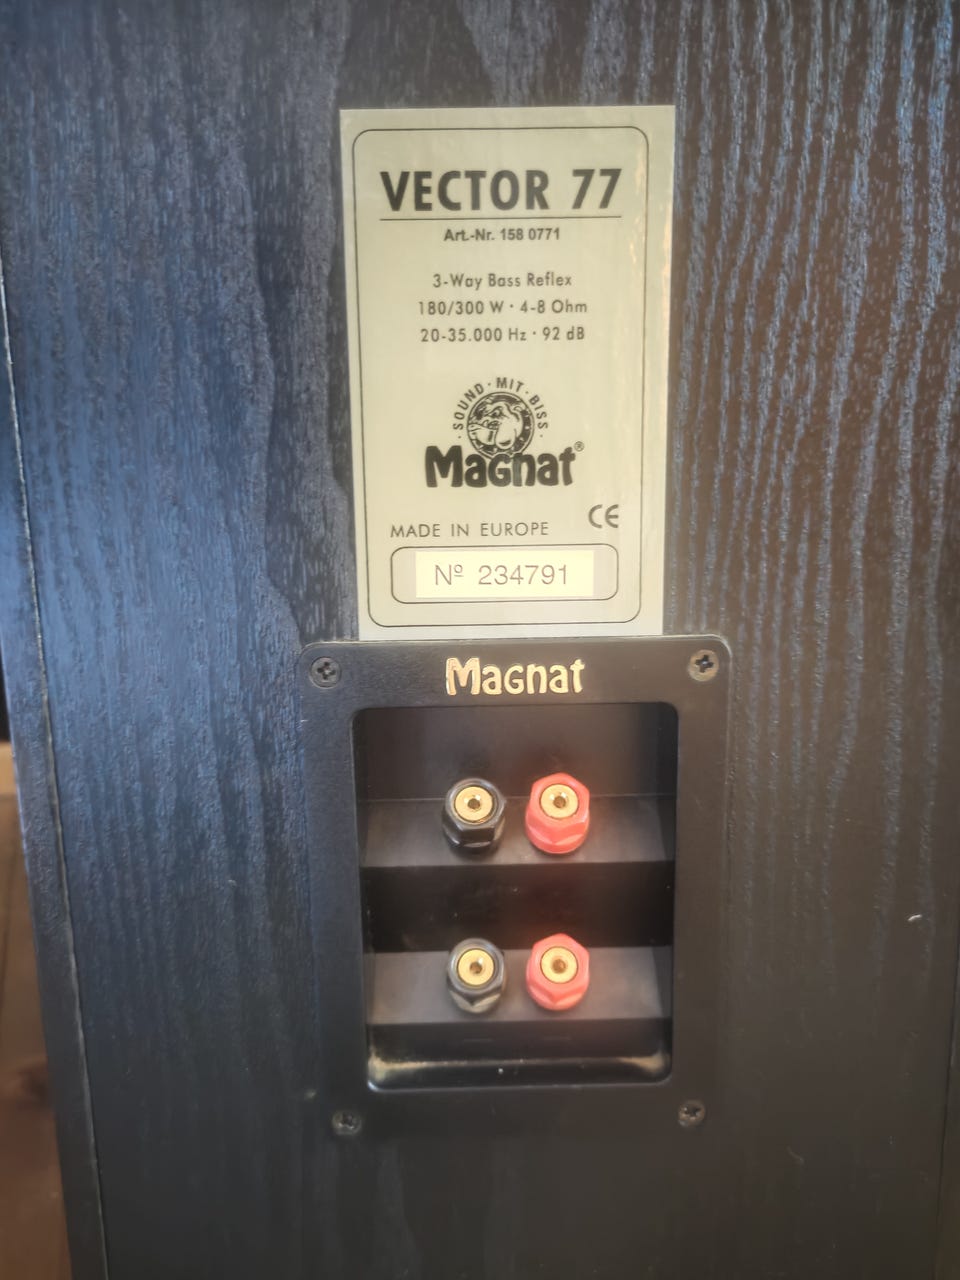 VECTOR 77
Art.-Nr. 158 0771
3-Way Bass Reflex
180/300 W · 4-8 Ohm
20-35.000 Hz · 92 dB
· SOUND · MIT · BISS ·
Magnat®
CE
MADE IN EUROPE
Nº 234791
Magnat